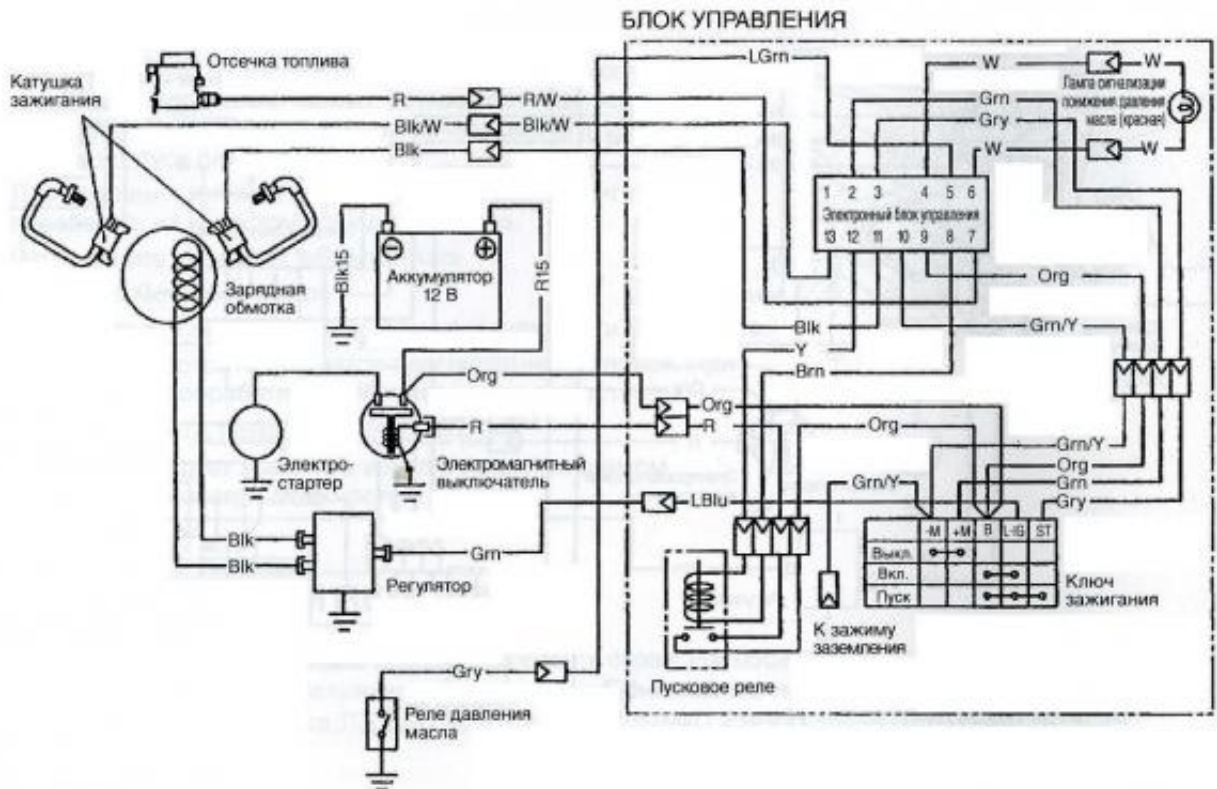 БЛОК УПРАВЛЕНИЯ
Отсечка топлива
Катушка
зажигания
R
R/W
Blk/W
Blk/W
Blk
LGrn
W
W
Лампа сигнализации
понижения давления
масла (красная)
Grn
Gry
W
W
1 2 3 4 5 6
Электронный блок управления
13 12 11 10 9 8 7
Зарядная
обмотка
Blk15
Аккумулятор
12 В
R15
Org
Blk
Y
Brn
Grn/Y
Org
R
Org
R
Org
Электро-
стартер
Электромагнитный
выключатель
Grn/Y
Org
Grn
Gry
Grn/Y
LBlu
Blk
Blk
Grn
Регулятор
-M +M B L-IG ST
Выкл.
Вкл.
Пуск
Ключ
зажигания
К зажиму
заземления
Пусковое реле
Gry
Реле давления
масла